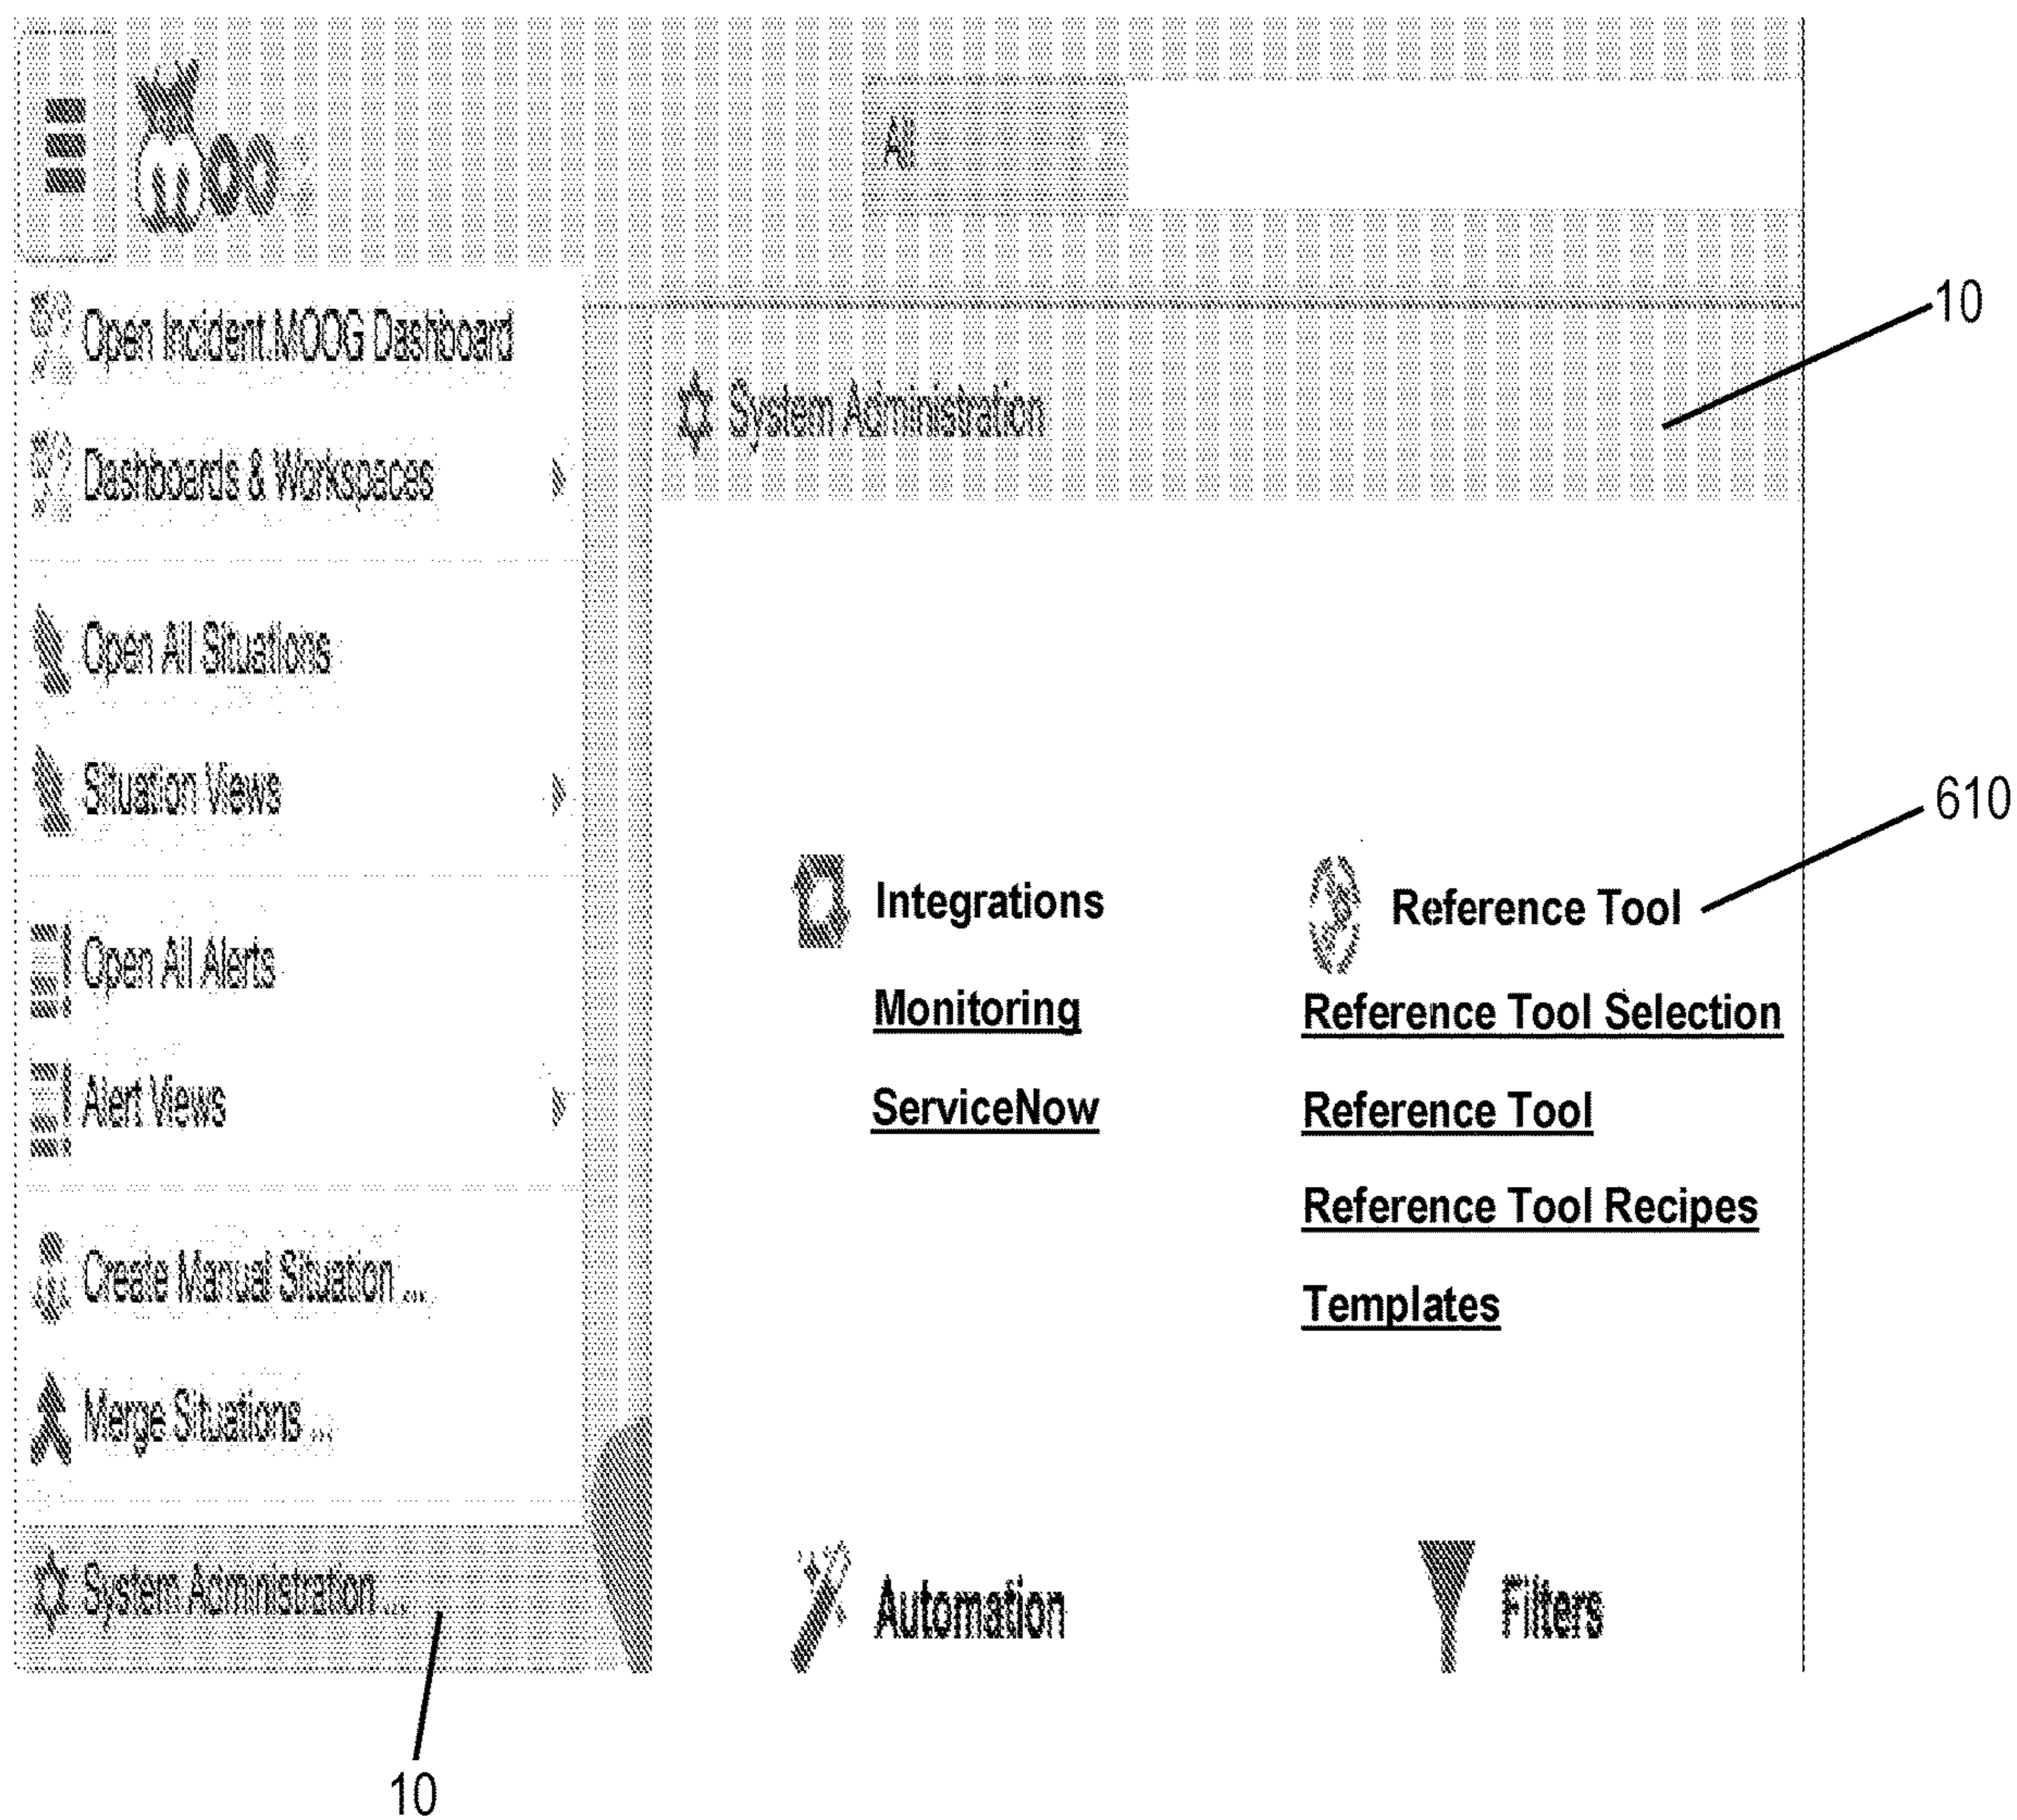 Moo
All
Open Incident.MOOG Dashboard
10
System Administration
Dashboards & Workspaces
Open All Situations
Situation Views
610
Integrations
Reference Tool
Open All Alerts
Monitoring
Reference Tool Selection
Alert Views
ServiceNow
Reference Tool
Reference Tool Recipes
Create Manual Situation ...
Templates
Merge Situations ...
System Administration ...
Automation
Filters
10